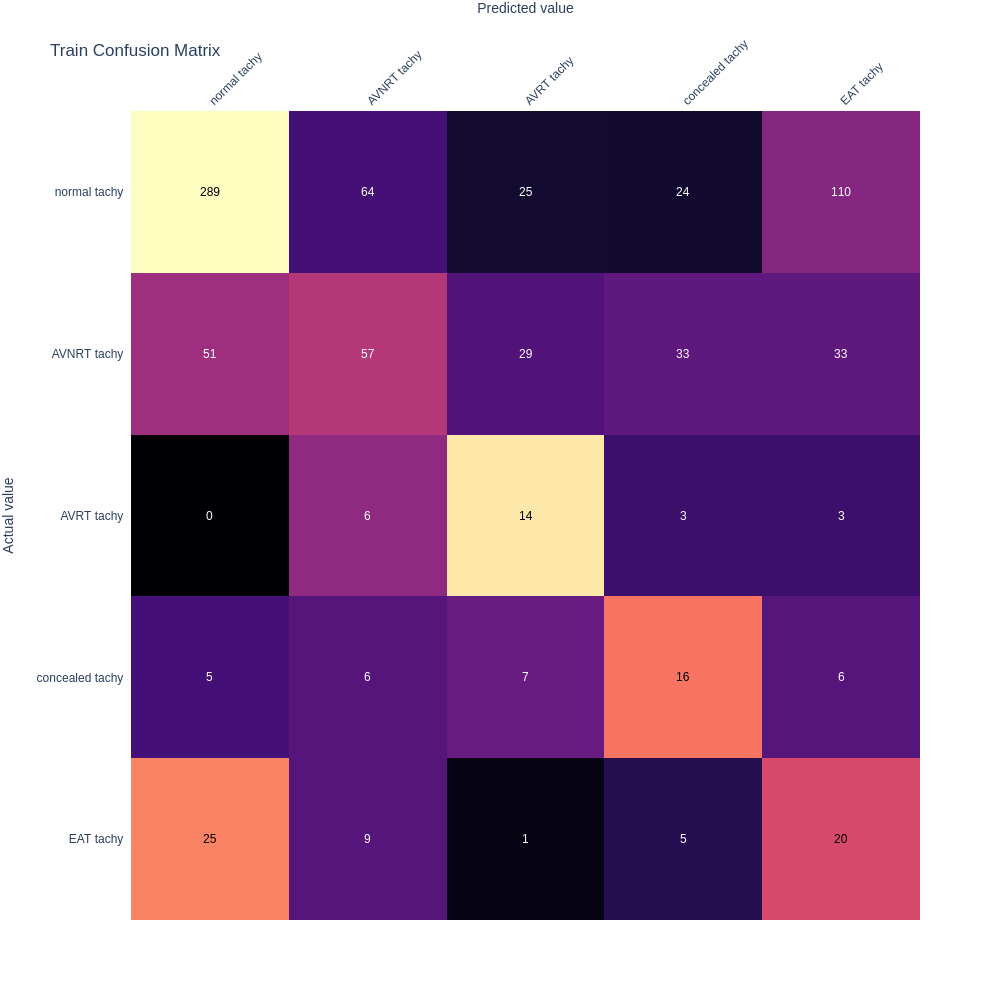 Predicted value
Train Confusion Matrix
normal tachy
AVNRT tachy
AVRT tachy
concealed tachy
EAT tachy
Actual value
normal tachy 289 64 25 24 110
AVNRT tachy 51 57 29 33 33
AVRT tachy 0 6 14 3 3
concealed tachy 5 6 7 16 6
EAT tachy 25 9 1 5 20